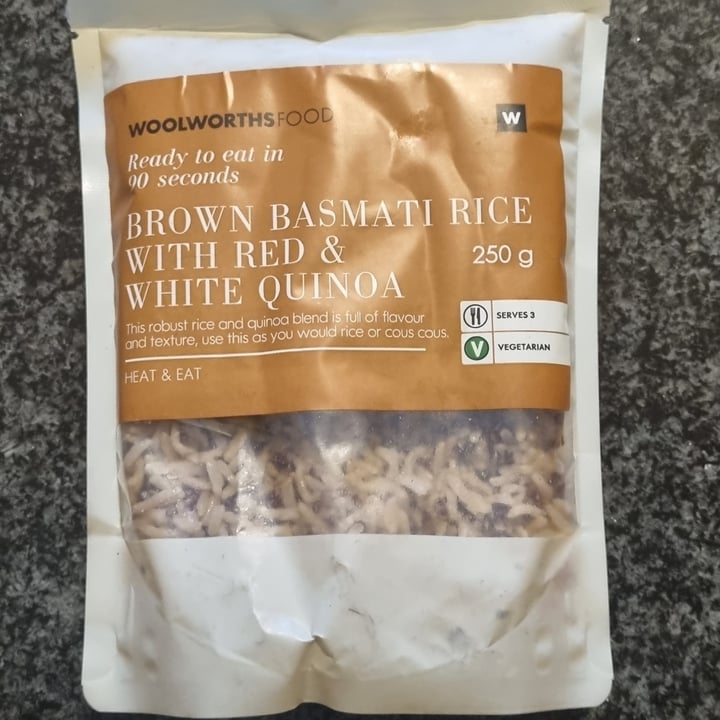 WOOLWORTHSFOOD
W
Ready to eat in
90 seconds
BROWN BASMATI RICE
WITH RED &
WHITE QUINOA
250 g
This robust rice and quinoa blend is full of flavour
and texture, use this as you would rice or cous cous.
HEAT & EAT
SERVES 3
V
VEGETARIAN